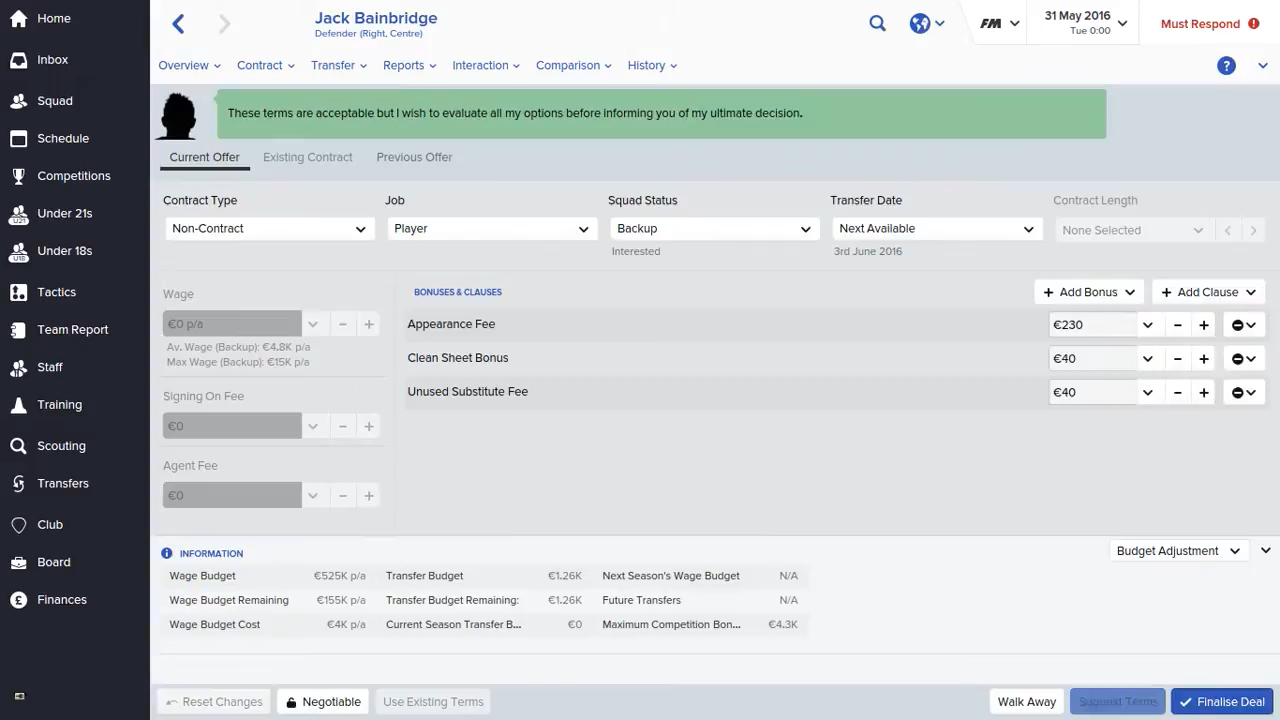 Home
Jack Bainbridge
Defender (Right, Centre)
FM
31 May 2016
Tue 0:00
Must Respond
Inbox
Overview
Contract
Transfer
Reports
Interaction
Comparison
History
?
Squad
These terms are acceptable but I wish to evaluate all my options before informing you of my ultimate decision.
Schedule
Current Offer
Existing Contract
Previous Offer
Competitions
Under 21s
Under 18s
Tactics
Team Report
Staff
Training
Scouting
Transfers
Club
Board
Finances
Contract Type
Job
Squad Status
Transfer Date
Contract Length
Non-Contract
Player
Backup
Next Available
None Selected
Interested
3rd June 2016
Wage
€0 p/a
Av. Wage (Backup): €4.8K p/a
Max Wage (Backup): €15K p/a
Signing On Fee
€0
Agent Fee
€0
BONUSES & CLAUSES
Add Bonus
Add Clause
Appearance Fee
€230
Clean Sheet Bonus
€40
Unused Substitute Fee
€40
INFORMATION
Budget Adjustment
Wage Budget
€525K p/a
Transfer Budget
€1.26K
Next Season's Wage Budget
N/A
Wage Budget Remaining
€155K p/a
Transfer Budget Remaining:
€1.26K
Future Transfers
N/A
Wage Budget Cost
€4K p/a
Current Season Transfer B...
€0
Maximum Competition Bon...
€4.3K
Reset Changes
Negotiable
Use Existing Terms
Walk Away
Suggest Terms
Finalise Deal